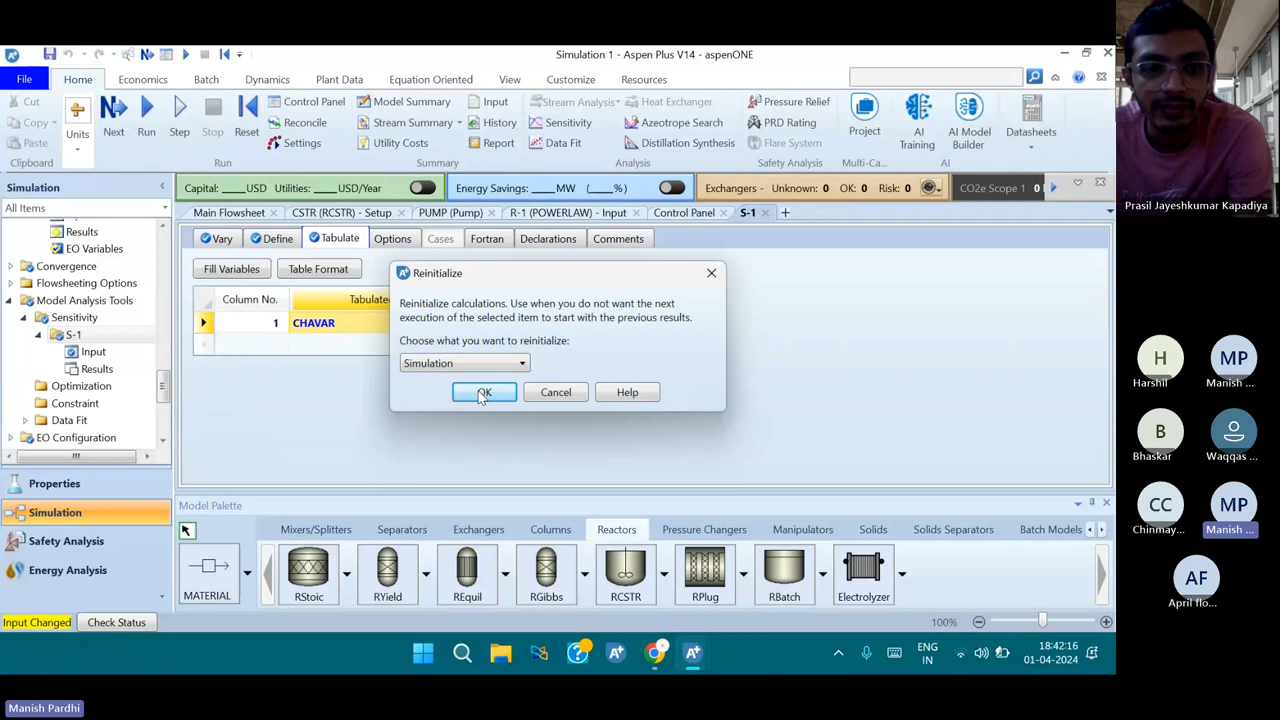 Simulation 1 - Aspen Plus V14 - aspenONE
File
Home
Economics
Batch
Dynamics
Plant Data
Equation Oriented
View
Customize
Resources
Cut
Copy
Paste
Clipboard
Units
Next
Run
Step
Stop
Reset
Control Panel
Reconcile
Settings
Run
Model Summary
Stream Summary
Utility Costs
Input
History
Report
Summary
Stream Analysis
Sensitivity
Data Fit
Heat Exchanger
Azeotrope Search
Distillation Synthesis
Analysis
Pressure Relief
PRD Rating
Flare System
Safety Analysis
Project
Multi-Ca...
AI
Training
AI Model
Builder
AI
Datasheets
Simulation
Capital: ____USD Utilities: ____USD/Year
Energy Savings: ____MW (____%)
Exchangers - Unknown: 0 OK: 0 Risk: 0
CO2e Scope 1 0
All Items
Main Flowsheet
CSTR (RCSTR) - Setup
PUMP (Pump)
R-1 (POWERLAW) - Input
Control Panel
S-1
Results
EO Variables
Convergence
Flowsheeting Options
Model Analysis Tools
Sensitivity
S-1
Input
Results
Optimization
Constraint
Data Fit
EO Configuration
Vary
Define
Tabulate
Options
Cases
Fortran
Declarations
Comments
Fill Variables
Table Format
Column No.
Tabulate
1
CHAVAR
Reinitialize
Reinitialize calculations. Use when you do not want the next
execution of the selected item to start with the previous results.
Choose what you want to reinitialize:
Simulation
OK
Cancel
Help
Properties
Simulation
Safety Analysis
Energy Analysis
Model Palette
Mixers/Splitters
Separators
Exchangers
Columns
Reactors
Pressure Changers
Manipulators
Solids
Solids Separators
Batch Models
MATERIAL
RStoic
RYield
REquil
RGibbs
RCSTR
RPlug
RBatch
Electrolyzer
Input Changed
Check Status
100%
ENG
IN
18:42:16
01-04-2024
Manish Pardhi
Prasil Jayeshkumar Kapadiya
H
Harshil
MP
Manish ...
B
Bhaskar
Waqqas ...
CC
Chinmay...
MP
Manish ...
AF
April flo...